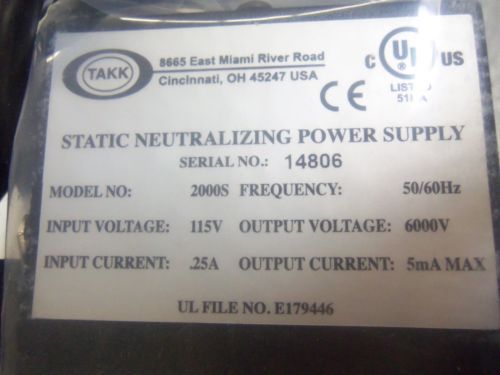 TAKK
8665 East Miami River Road
Cincinnati, OH 45247 USA
C UL US
LISTED
CE
STATIC NEUTRALIZING POWER SUPPLY
SERIAL NO.: 14806
MODEL NO: 2000S FREQUENCY: 50/60Hz
INPUT VOLTAGE: 115V OUTPUT VOLTAGE: 6000V
INPUT CURRENT: .25A OUTPUT CURRENT: 5mA MAX
UL FILE NO. E179446